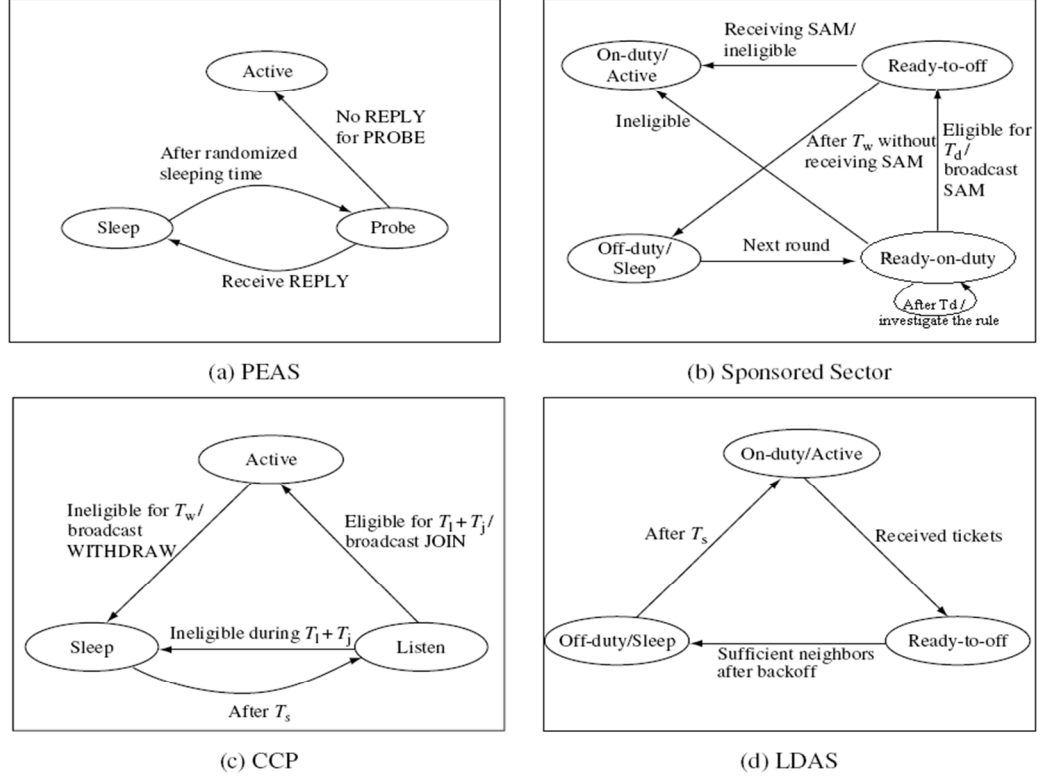 Active
No REPLY
for PROBE
After randomized
sleeping time
Sleep
Probe
Receive REPLY
(a) PEAS
Receiving SAM/
ineligible
On-duty/
Active
Ready-to-off
Ineligible
After Tw without
receiving SAM
Eligible for
Td/
broadcast
SAM
Off-duty/
Sleep
Next round
Ready-on-duty
After Td /
investigate the rule
(b) Sponsored Sector
Active
Ineligible for Tw/
broadcast
WITHDRAW
Eligible for Tl + Tj/
broadcast JOIN
Sleep
Ineligible during Tl + Tj
Listen
After Ts
(c) CCP
On-duty/Active
After Ts
Received tickets
Off-duty/Sleep
Ready-to-off
Sufficient neighbors
after backoff
(d) LDAS